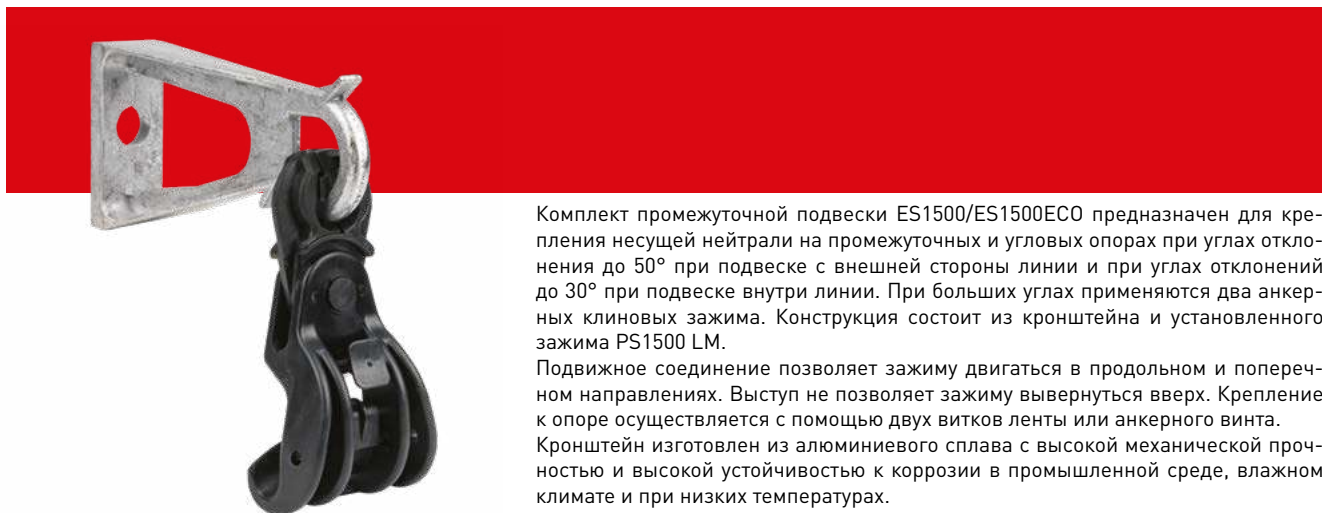 Комплект промежуточной подвески ES1500/ES1500ECO предназначен для кре-
пления несущей нейтрали на промежуточных и угловых опорах при углах откло-
нения до 50° при подвеске с внешней стороны линии и при углах отклонений
до 30° при подвеске внутри линии. При больших углах применяются два анкер-
ных клиновых зажима. Конструкция состоит из кронштейна и установленного
зажима PS1500 LM.
Подвижное соединение позволяет зажиму двигаться в продольном и попереч-
ном направлениях. Выступ не позволяет зажиму вывернуться вверх. Крепление
к опоре осуществляется с помощью двух витков ленты или анкерного винта.
Кронштейн изготовлен из алюминиевого сплава с высокой механической проч-
ностью и высокой устойчивостью к коррозии в промышленной среде, влажном
климате и при низких температурах.